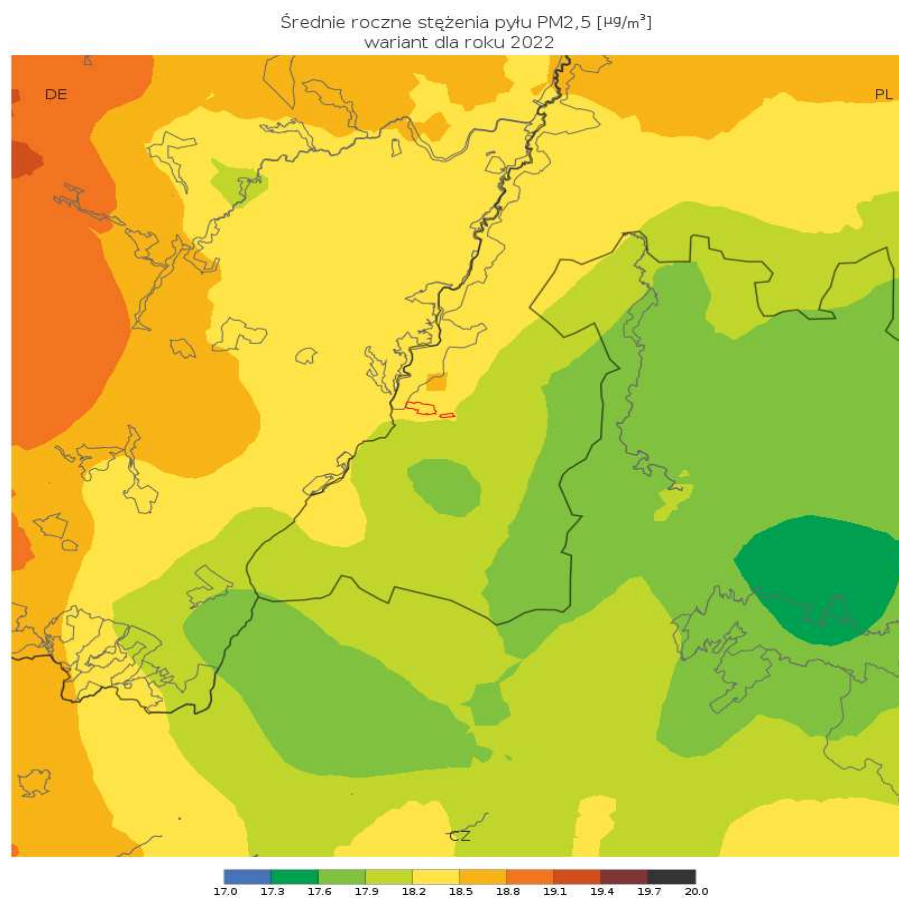 Średnie roczne stężenia pyłu PM2,5 [µg/m³]
wariant dla roku 2022
DE
PL
CZ
17.0 17.3 17.6 17.9 18.2 18.5 18.8 19.1 19.4 19.7 20.0